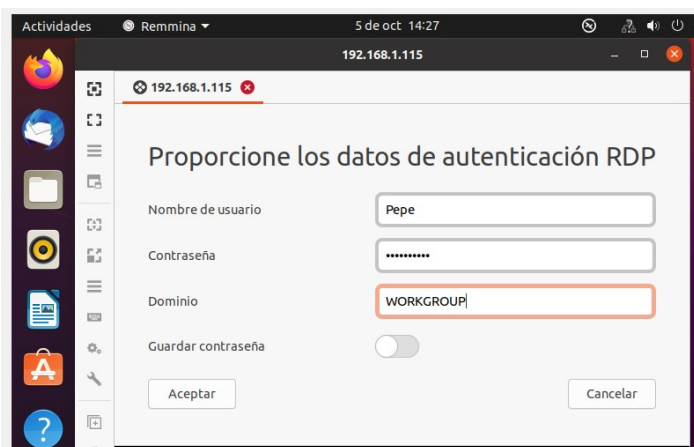 Actividades Remmina 5 de oct 14:27
192.168.1.115
192.168.1.115
Proporcione los datos de autenticación RDP
Nombre de usuario Pepe
Contraseña ••••••••••
Dominio WORKGROUP
Guardar contraseña
Aceptar Cancelar